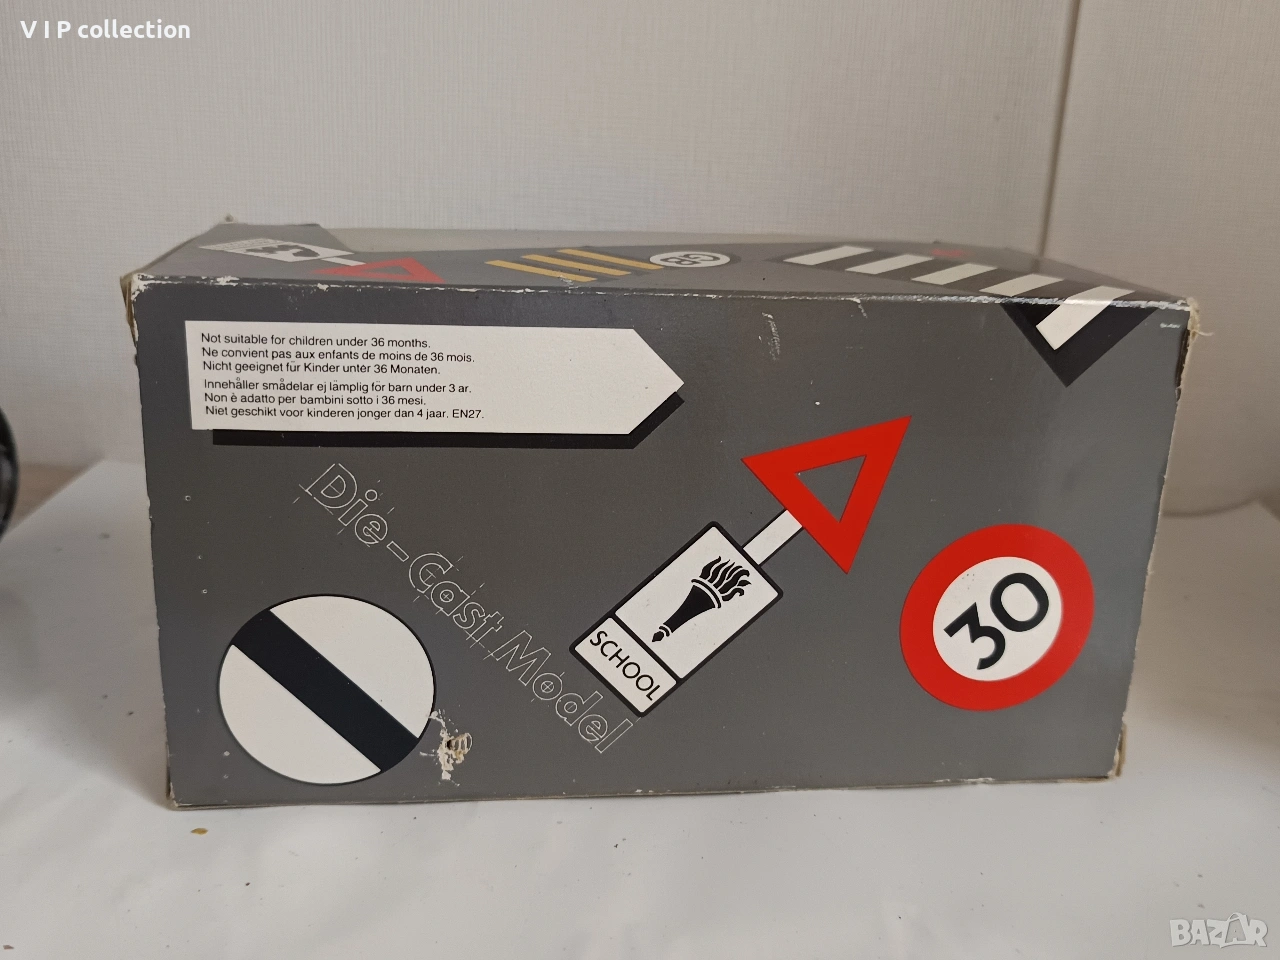 V I P collection
Not suitable for children under 36 months.
Ne convient pas aux enfants de moins de 36 mois.
Nicht geeignet für Kinder unter 36 Monaten.
Innehåller smådelar ej lämplig för barn under 3 år.
Non è adatto per bambini sotto i 36 mesi.
Niet geschikt voor kinderen jonger dan 4 jaar. EN27.
Die-Cast Model
SCHOOL
30
BAZAR